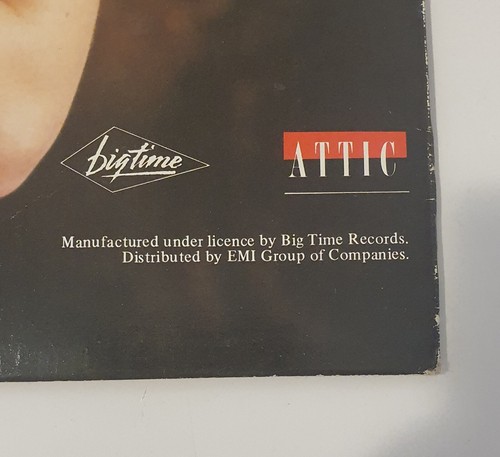 bigtime
ATTIC
Manufactured under licence by Big Time Records.
Distributed by EMI Group of Companies.